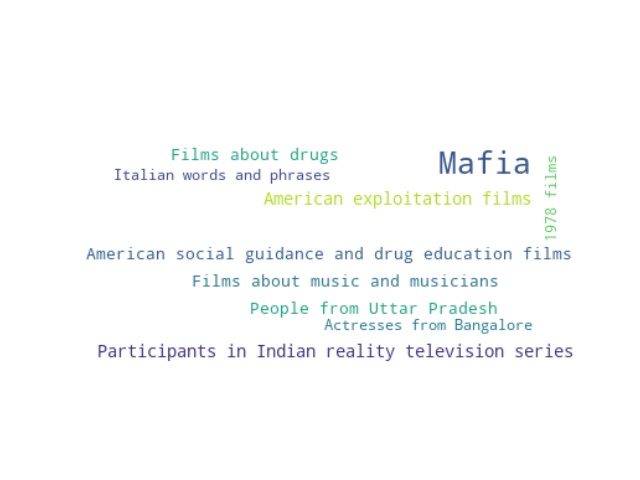 Films about drugs
Mafia
1978 films
Italian words and phrases
American exploitation films
American social guidance and drug education films
Films about music and musicians
People from Uttar Pradesh
Actresses from Bangalore
Participants in Indian reality television series